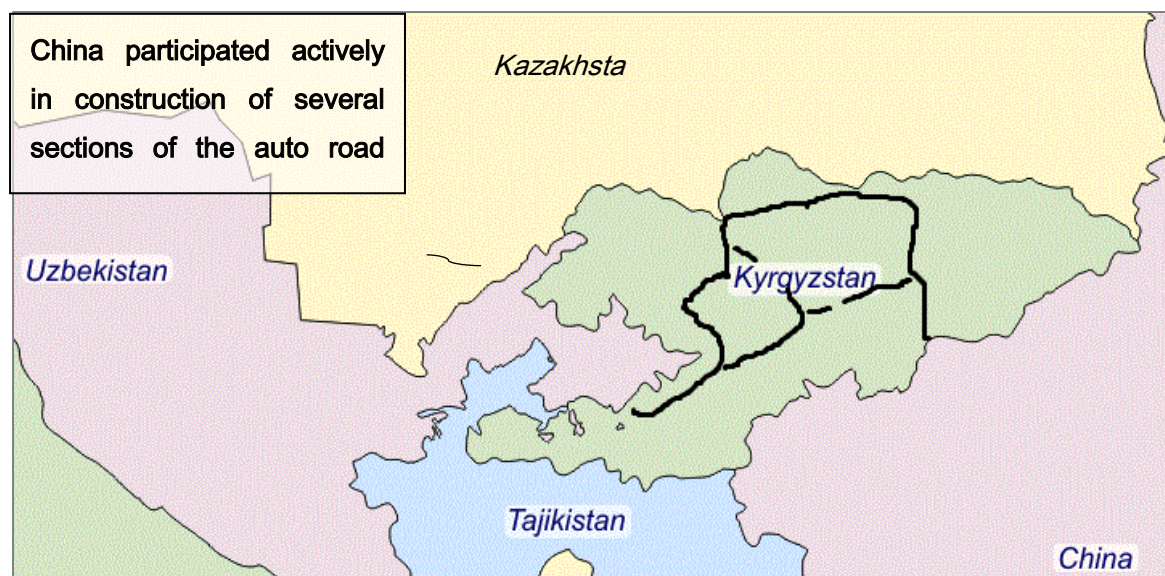 China participated actively
in construction of several
sections of the auto road
Kazakhsta
Uzbekistan
Kyrgyzstan
Tajikistan
China